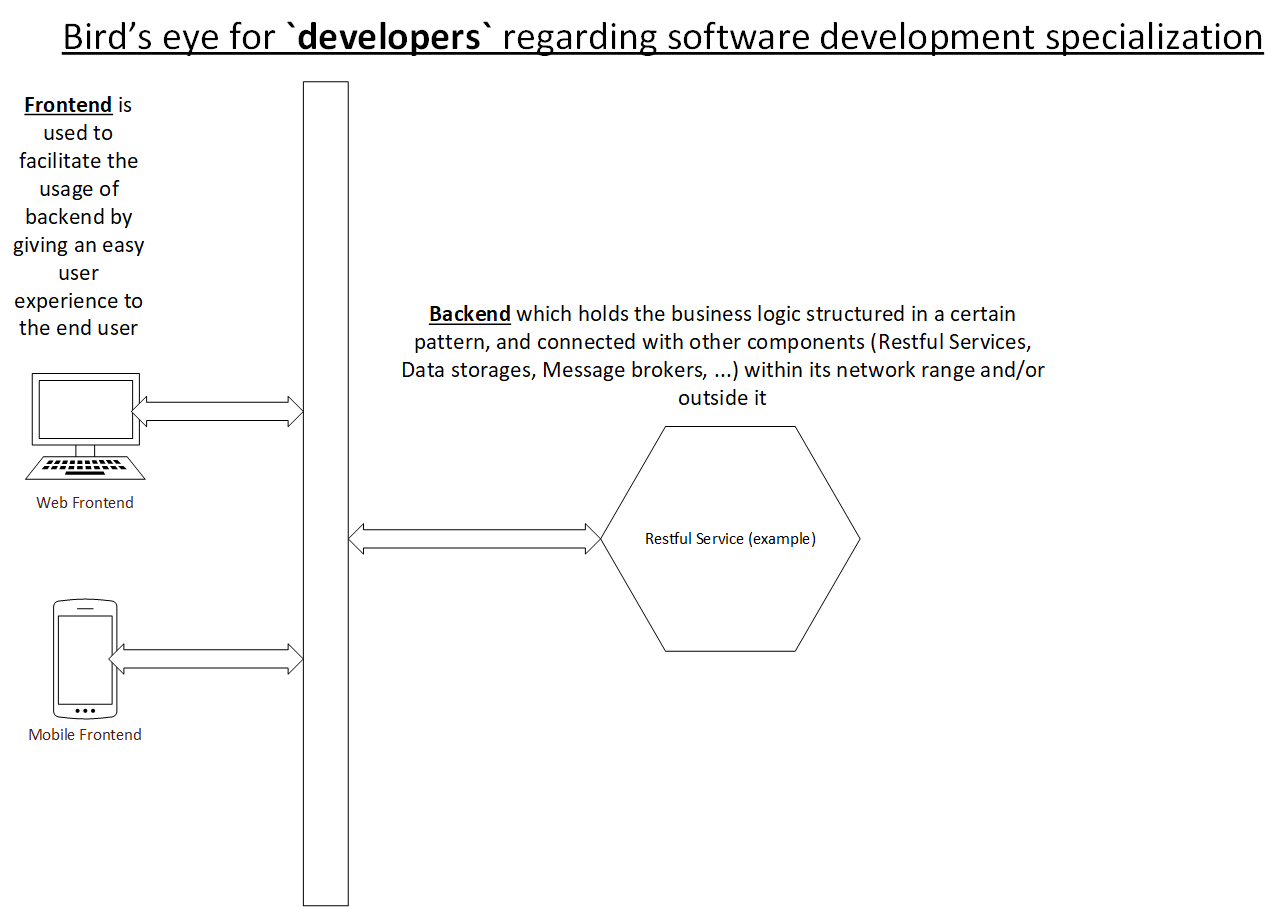 Bird’s eye for `developers` regarding software development specialization
Frontend is
used to
facilitate the
usage of
backend by
giving an easy
user
experience to
the end user
Backend which holds the business logic structured in a certain
pattern, and connected with other components (Restful Services,
Data storages, Message brokers, ...) within its network range and/or
outside it
Web Frontend
Restful Service (example)
Mobile Frontend